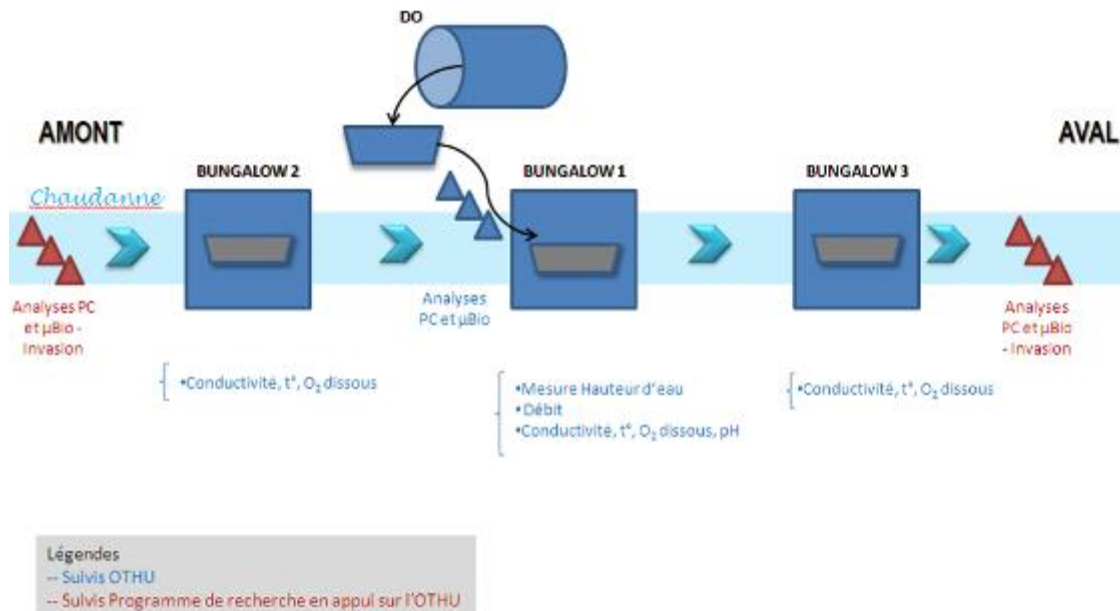 DO
AMONT
AVAL
BUNGALOW 2
BUNGALOW 1
BUNGALOW 3
Chaudanne
Analyses PC
et µBio -
Invasion
Analyses
PC et µBio
Analyses
PC et µBio
- Invasion
•Conductivité, t°, O₂ dissous
•Mesure Hauteur d'eau
•Débit
•Conductivité, t°, O₂ dissous, pH
•Conductivité, t°, O₂ dissous
Légendes
-- Suivis OTHU
-- Suivis Programme de recherche en appui sur l'OTHU